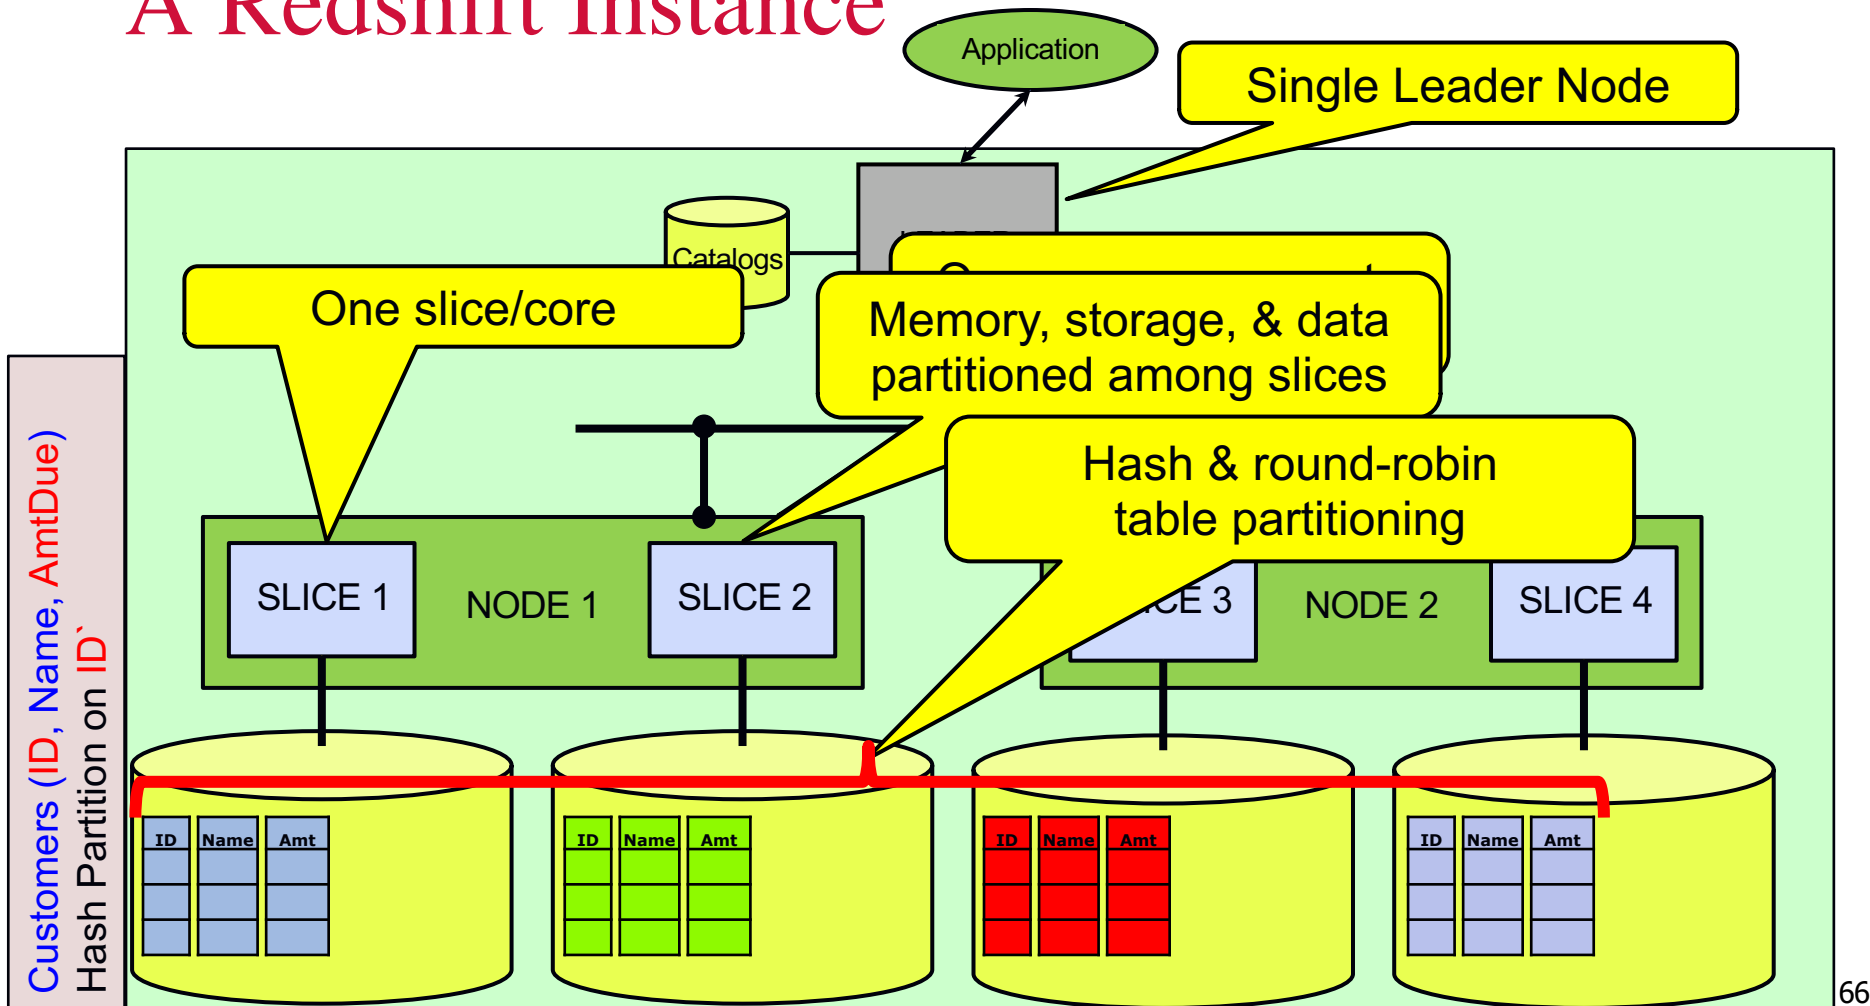 A Redshift Instance
Application
Single Leader Node
Catalogs
One slice/core
Memory, storage, & data
partitioned among slices
Hash & round-robin
table partitioning
SLICE 1
NODE 1
SLICE 2
CE 3
NODE 2
SLICE 4
Customers (ID, Name, AmtDue)
Hash Partition on ID`
ID Name Amt
ID Name Amt
ID Name Amt
ID Name Amt
66